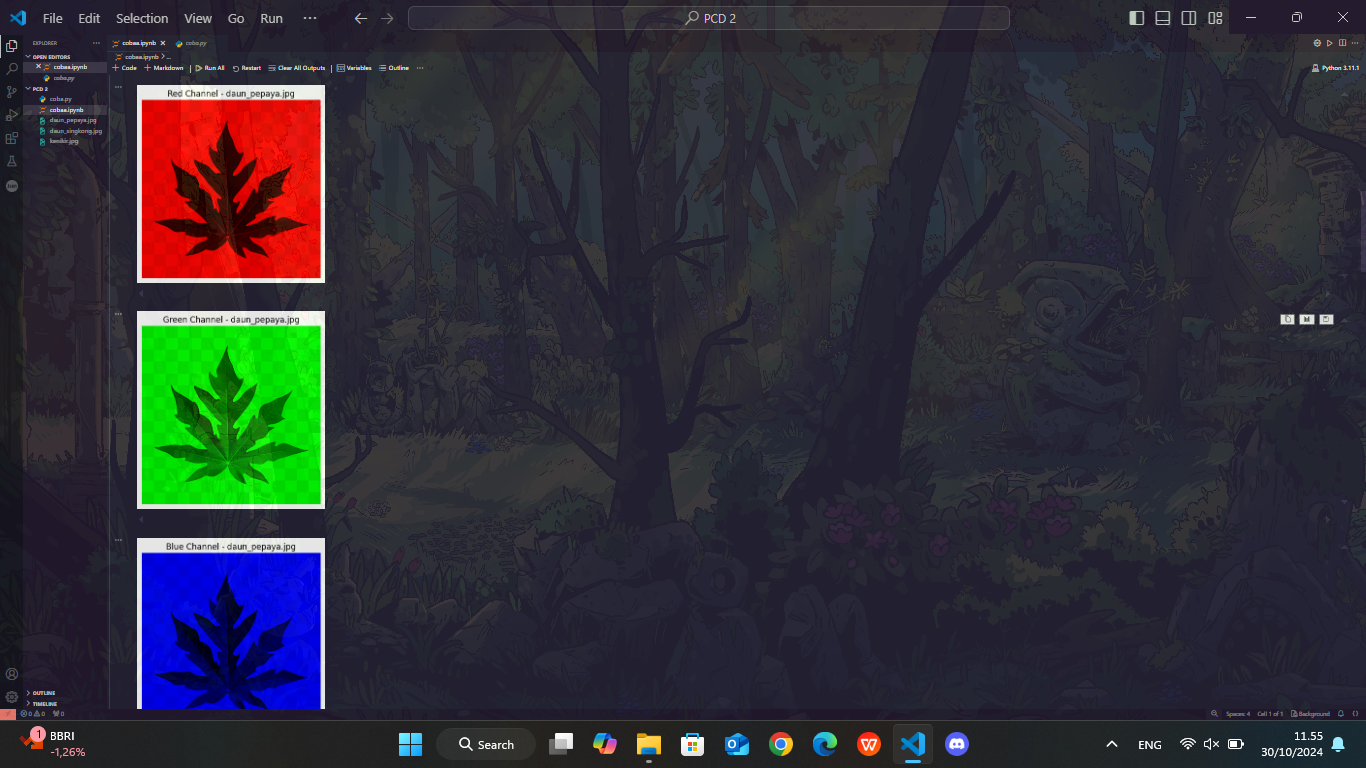 File Edit Selection View Go Run ··· PCD 2
EXPLORER ···
OPEN EDITORS
cobaa.ipynb
coba.py
PCD 2
coba.py
cobaa.ipynb
daun_pepaya.jpg
daun_singkong.jpg
OUTLINE
TIMELINE
cobaa.ipynb coba.py
cobaa.ipynb > ...
+ Code + Markdown | Run All Restart Clear All Outputs | Variables Outline ··· Python 3.11.1
Red Channel - daun_pepaya.jpg
Green Channel - daun_pepaya.jpg
Blue Channel - daun_pepaya.jpg
0 0 0 Spaces: 4 Cell 1 of 1 Background
1 BBRI
-1,26%
Search
ENG
11.55
30/10/2024